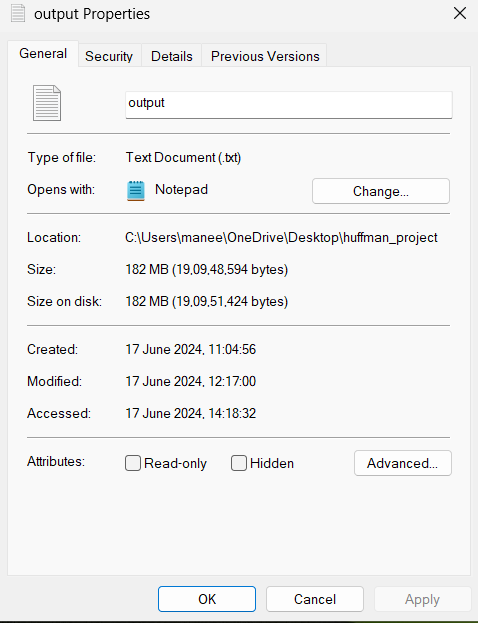 output Properties
General Security Details Previous Versions
output
Type of file: Text Document (.txt)
Opens with: Notepad Change...
Location: C:\Users\manee\OneDrive\Desktop\huffman_project
Size: 182 MB (19,09,48,594 bytes)
Size on disk: 182 MB (19,09,51,424 bytes)
Created: 17 June 2024, 11:04:56
Modified: 17 June 2024, 12:17:00
Accessed: 17 June 2024, 14:18:32
Attributes: Read-only Hidden Advanced...
OK Cancel Apply